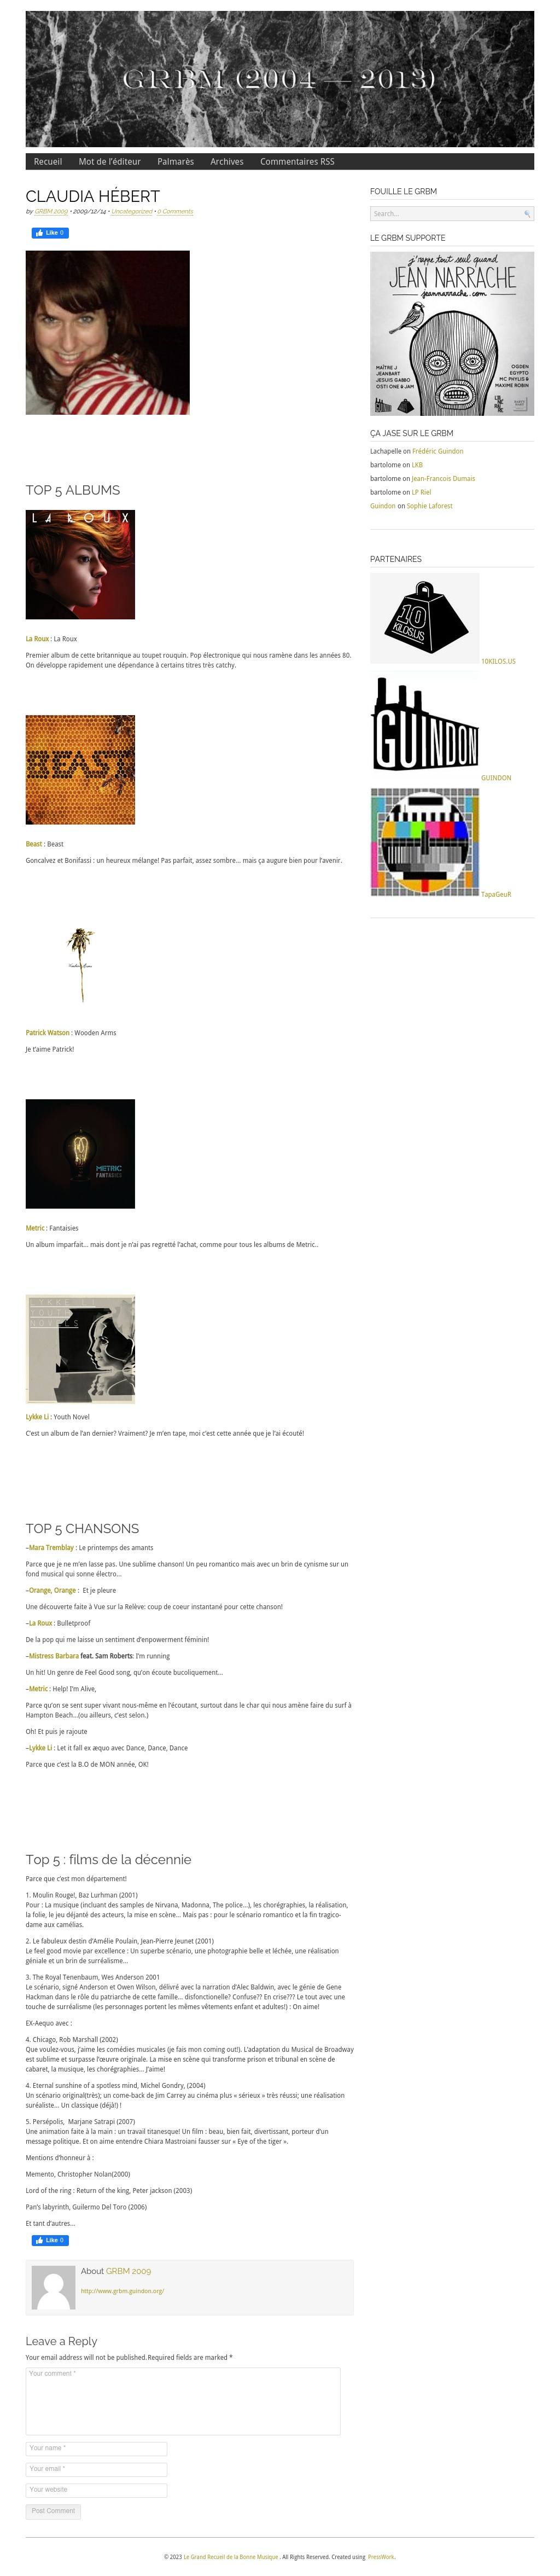 GRBM (2004 — 2013)
Recueil Mot de l'éditeur Palmarès Archives Commentaires RSS
CLAUDIA HÉBERT
by GRBM 2009 • 2009/12/14 • Uncategorized • 0 Comments
Like 0
TOP 5 ALBUMS
LA ROUX
La Roux : La Roux
Premier album de cette britannique au toupet rouquin. Pop électronique qui nous ramène dans les années 80.
On développe rapidement une dépendance à certains titres très catchy.
BEAST
Beast : Beast
Goncalvez et Bonifassi : un heureux mélange! Pas parfait, assez sombre… mais ça augure bien pour l'avenir.
Patrick Watson : Wooden Arms
Je t'aime Patrick!
METRIC
FANTASIES
Metric : Fantaisies
Un album imparfait… mais dont je n'ai pas regretté l'achat, comme pour tous les albums de Metric..
LYKKE LI
YOUTH
NOVELS
Lykke Li : Youth Novel
C'est un album de l'an dernier? Vraiment? Je m'en tape, moi c'est cette année que je l'ai écouté!
TOP 5 CHANSONS
–Mara Tremblay : Le printemps des amants
Parce que je ne m'en lasse pas. Une sublime chanson! Un peu romantico mais avec un brin de cynisme sur un
fond musical qui sonne électro…
–Orange, Orange : Et je pleure
Une découverte faite à Vue sur la Relève: coup de coeur instantané pour cette chanson!
–La Roux : Bulletproof
De la pop qui me laisse un sentiment d'enpowerment féminin!
–Mistress Barbara feat. Sam Roberts: I'm running
Un hit! Un genre de Feel Good song, qu'on écoute bucoliquement…
–Metric : Help! I'm Alive,
Parce qu'on se sent super vivant nous-même en l'écoutant, surtout dans le char qui nous amène faire du surf à
Hampton Beach…(ou ailleurs, c'est selon.)
Oh! Et puis je rajoute
–Lykke Li : Let it fall ex æquo avec Dance, Dance, Dance
Parce que c'est la B.O de MON année, OK!
Top 5 : films de la décennie
Parce que c'est mon département!
1. Moulin Rouge!, Baz Lurhman (2001)
Pour : La musique (incluant des samples de Nirvana, Madonna, The police…), les chorégraphies, la réalisation,
la folie, le jeu déjanté des acteurs, la mise en scène… Mais pas : pour le scénario romantico et la fin tragico-
dame aux camélias.
2. Le fabuleux destin d'Amélie Poulain, Jean-Pierre Jeunet (2001)
Le feel good movie par excellence : Un superbe scénario, une photographie belle et léchée, une réalisation
géniale et un brin de surréalisme…
3. The Royal Tenenbaum, Wes Anderson 2001
Le scénario, signé Anderson et Owen Wilson, délivré avec la narration d'Alec Baldwin, avec le génie de Gene
Hackman dans le rôle du patriarche de cette famille… disfonctionelle? Confuse?? En crise??? Le tout avec une
touche de surréalisme (les personnages portent les mêmes vêtements enfant et adultes!) : On aime!
EX-Aequo avec :
4. Chicago, Rob Marshall (2002)
Que voulez-vous, j'aime les comédies musicales (je fais mon coming out!). L'adaptation du Musical de Broadway
est sublime et surpasse l'œuvre originale. La mise en scène qui transforme prison et tribunal en scène de
cabaret, la musique, les chorégraphies… J'aime!
4. Eternal sunshine of a spotless mind, Michel Gondry, (2004)
Un scénario original(très); un come-back de Jim Carrey au cinéma plus « sérieux » très réussi; une réalisation
suréaliste… Un classique (déjà!) !
5. Persépolis, Marjane Satrapi (2007)
Une animation faite à la main : un travail titanesque! Un film : beau, bien fait, divertissant, porteur d'un
message politique. Et on aime entendre Chiara Mastroiani fausser sur « Eye of the tiger ».
Mentions d'honneur à :
Memento, Christopher Nolan(2000)
Lord of the ring : Return of the king, Peter jackson (2003)
Pan's labyrinth, Guilermo Del Toro (2006)
Et tant d'autres…
Like 0
About GRBM 2009
http://www.grbm.guindon.org/
Leave a Reply
Your email address will not be published.Required fields are marked *
Your comment *
Your name *
Your email *
Your website
Post Comment
FOUILLE LE GRBM
Search...
LE GRBM SUPPORTE
j'rappe tout seul quand
JEAN NARRACHE
jeannarrache.com
MAÎTRE J
JEANBART
JESUIS GABBO
OSTI ONE & JAM
OGDEN
EGYPTO
MC PHYLIS &
MAXIME ROBIN
ÇA JASE SUR LE GRBM
Lachapelle on Frédéric Guindon
bartolome on LKB
bartolome on Jean-Francois Dumais
bartolome on LP Riel
Guindon on Sophie Laforest
PARTENAIRES
10
KILOS.US
10KILOS.US
GUINDON
GUINDON
TapaGeuR
© 2023 Le Grand Recueil de la Bonne Musique . All Rights Reserved. Created using PressWork.